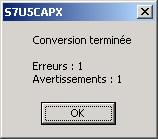 S7U5CAPX
Conversion terminée
Erreurs : 1
Avertissements : 1
OK